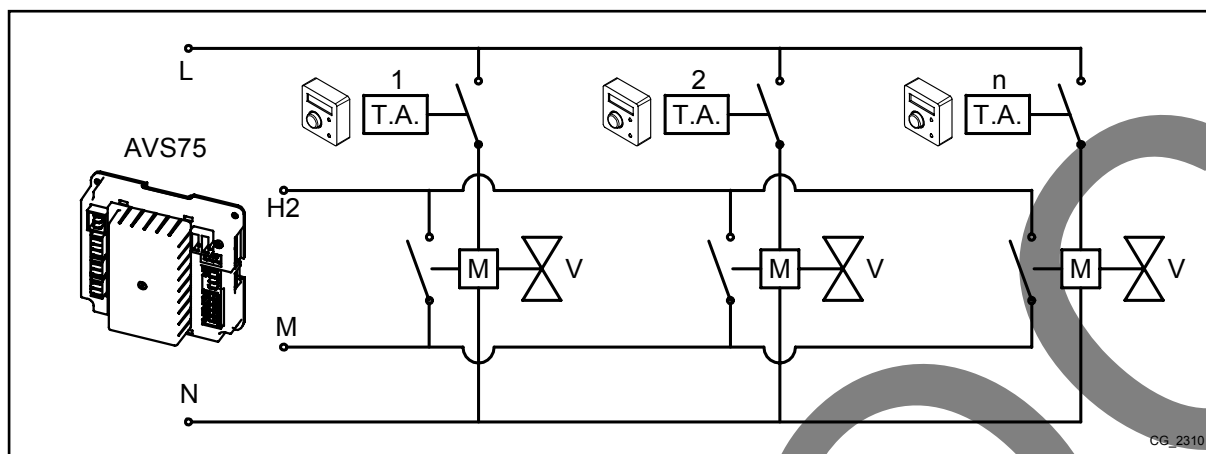 L
1 2 n
T.A. T.A. T.A.
AVS75
H2
M V M V M V
M
N
CG_2310